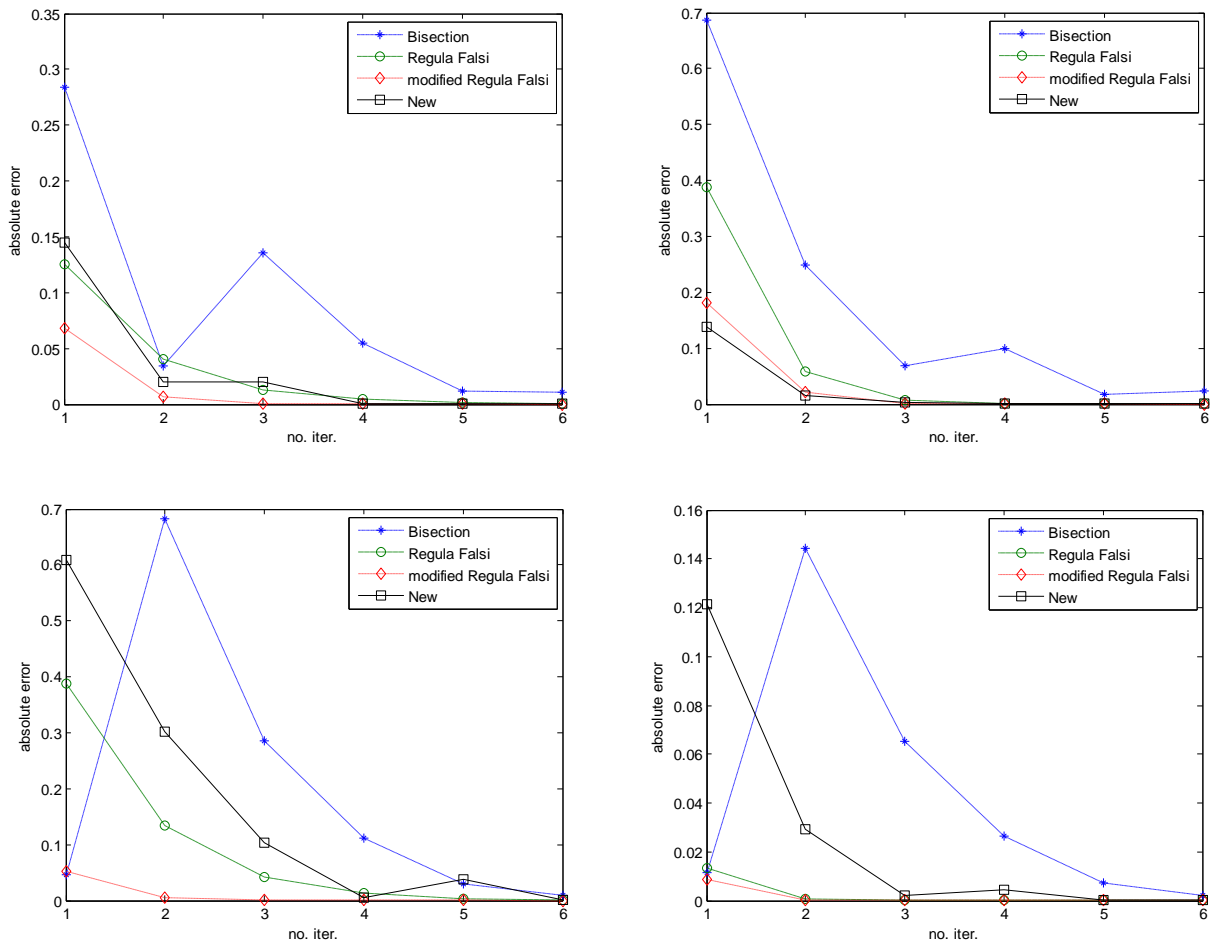 0.35
0.3
0.25
0.2
0.15
0.1
0.05
0
1 2 3 4 5 6
absolute error
no. iter.
Bisection
Regula Falsi
modified Regula Falsi
New
0.7
0.6
0.5
0.4
0.3
0.2
0.1
0
1 2 3 4 5 6
absolute error
no. iter.
Bisection
Regula Falsi
modified Regula Falsi
New
0.7
0.6
0.5
0.4
0.3
0.2
0.1
0
1 2 3 4 5 6
absolute error
no. iter.
Bisection
Regula Falsi
modified Regula Falsi
New
0.16
0.14
0.12
0.1
0.08
0.06
0.04
0.02
0
1 2 3 4 5 6
absolute error
no. iter.
Bisection
Regula Falsi
modified Regula Falsi
New